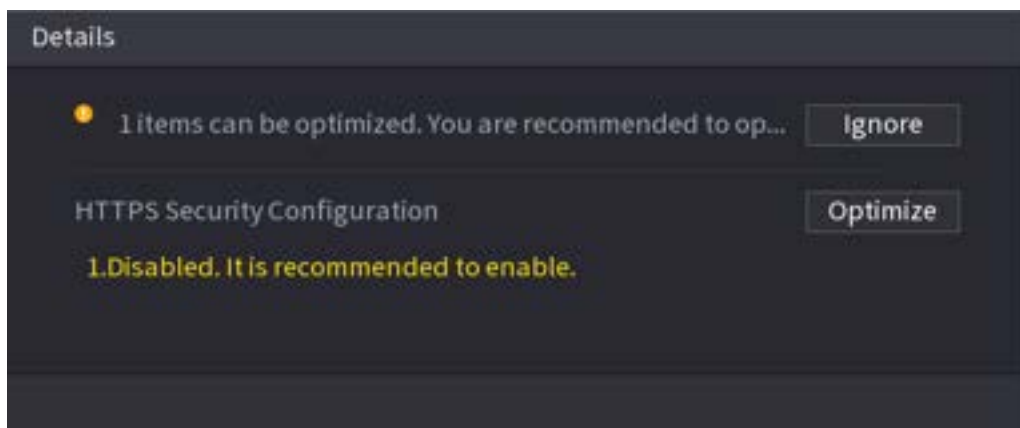 Details
1 items can be optimized. You are recommended to op... Ignore
HTTPS Security Configuration Optimize
1.Disabled. It is recommended to enable.